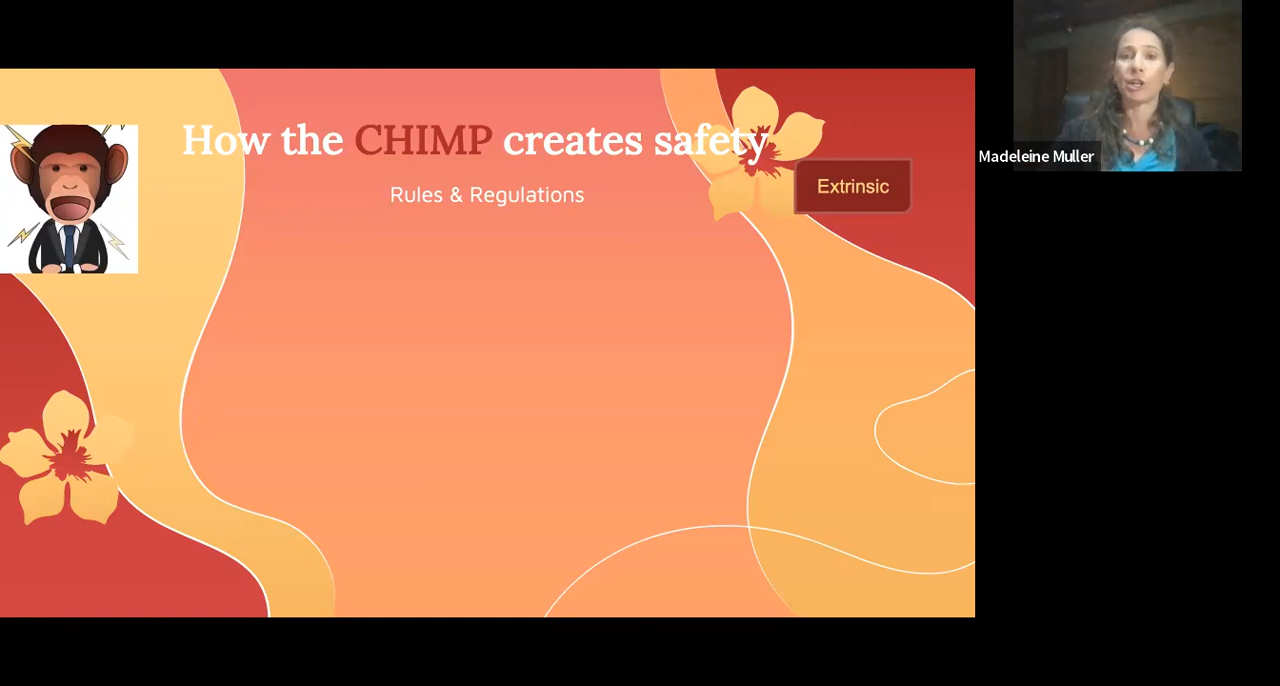 How the CHIMP creates safety
Rules & Regulations
Extrinsic
Madeleine Muller